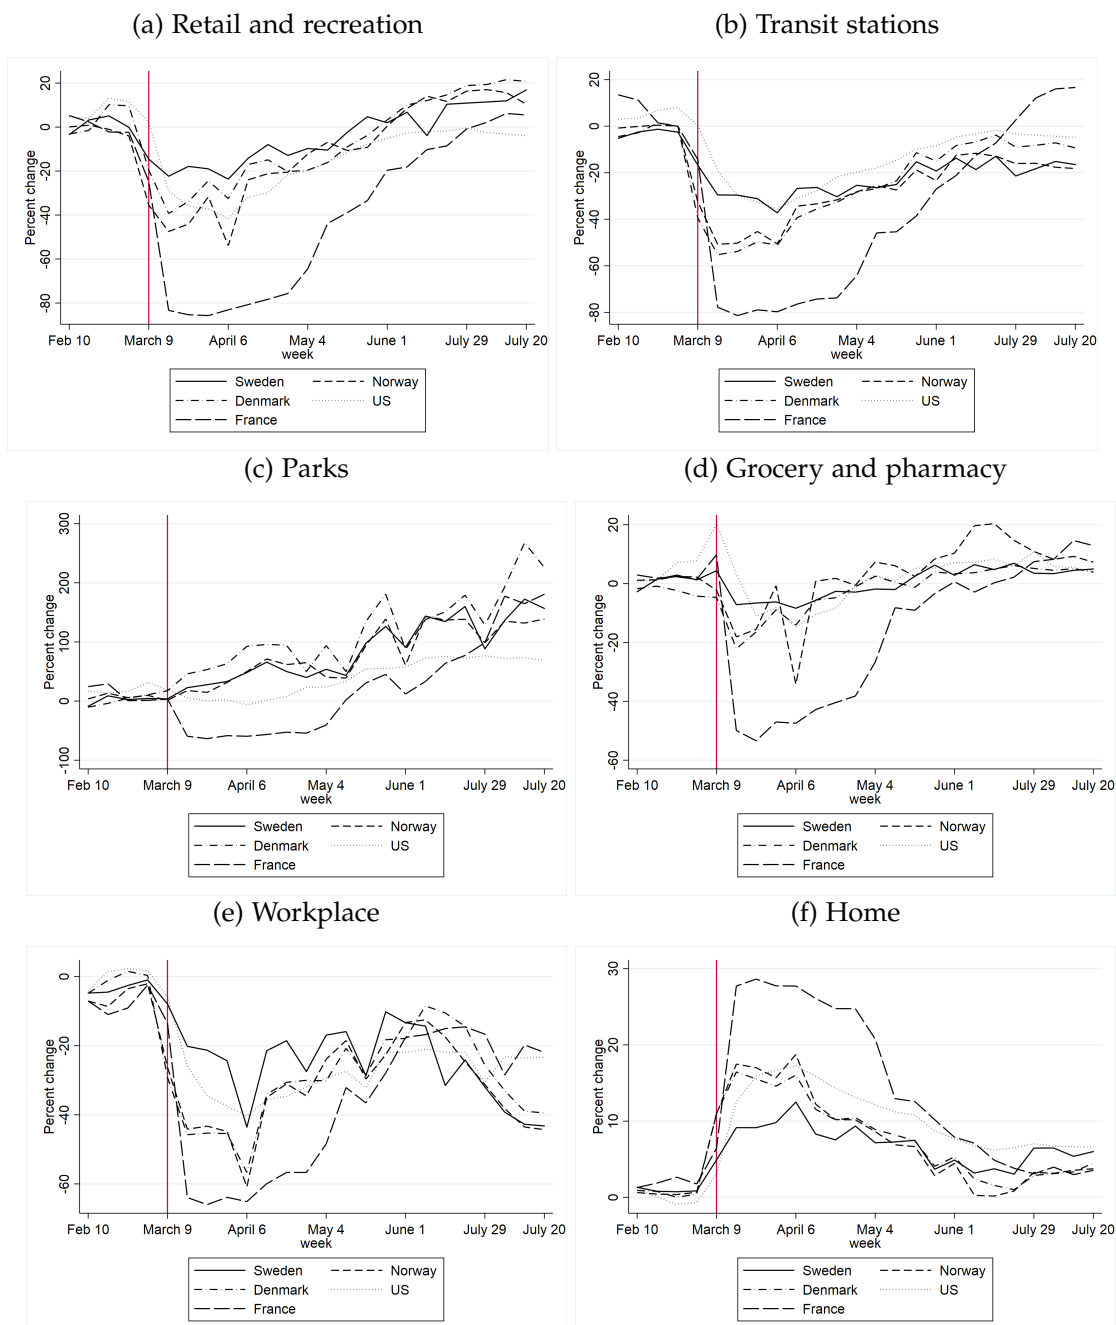 (a) Retail and recreation
Percent change
20
0
-20
-40
-60
-80
Feb 10 March 9 April 6 May 4 June 1 July 29 July 20
week
Sweden Norway
Denmark US
France
(b) Transit stations
Percent change
20
0
-20
-40
-60
-80
Feb 10 March 9 April 6 May 4 June 1 July 29 July 20
week
Sweden Norway
Denmark US
France
(c) Parks
Percent change
300
200
100
0
-100
Feb 10 March 9 April 6 May 4 June 1 July 29 July 20
week
Sweden Norway
Denmark US
France
(d) Grocery and pharmacy
Percent change
20
0
-20
-40
-60
Feb 10 March 9 April 6 May 4 June 1 July 29 July 20
week
Sweden Norway
Denmark US
France
(e) Workplace
Percent change
0
-20
-40
-60
Feb 10 March 9 April 6 May 4 June 1 July 29 July 20
week
Sweden Norway
Denmark US
France
(f) Home
Percent change
30
20
10
0
Feb 10 March 9 April 6 May 4 June 1 July 29 July 20
week
Sweden Norway
Denmark US
France